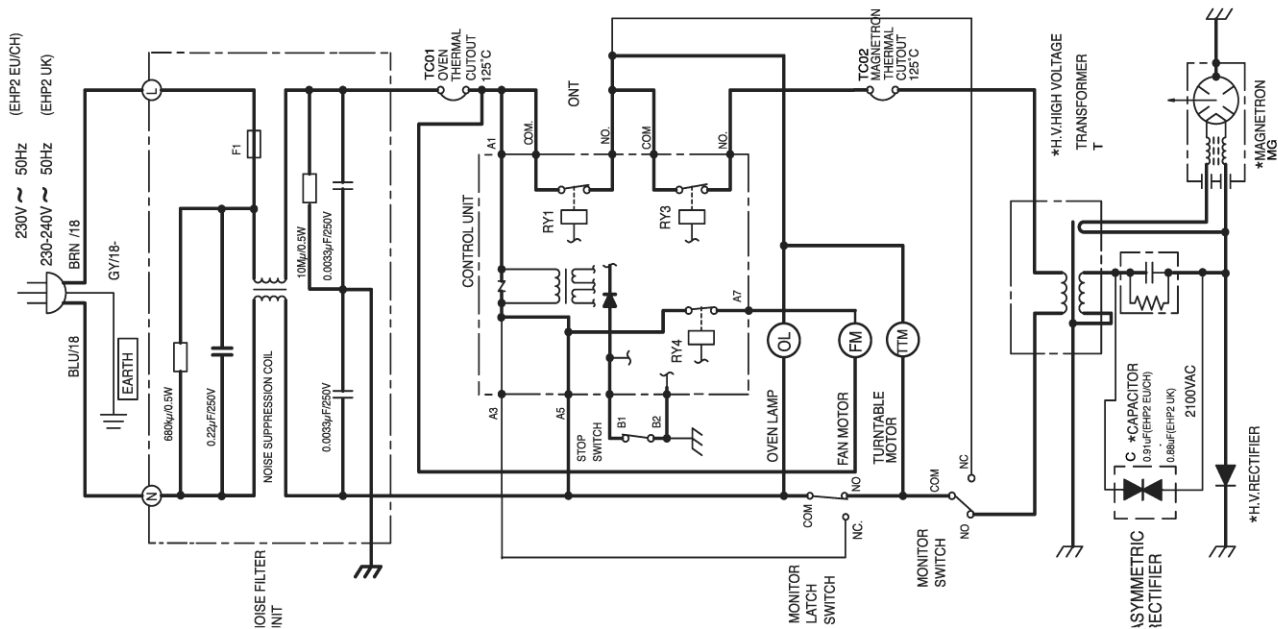 230V ~ 50Hz (EHP2 EU/CH)
230-240V ~ 50Hz (EHP2 UK)
BRN /18
GY/18-
BLU/18
EARTH
L
N
F1
680kμ/0.5W
0.22μF/250V
NOISE SUPPRESSION COIL
10Mμ/0.5W
0.0033μF/250V
0.0033μF/250V
OISE FILTER
NIT
TC01
OVEN
THERMAL
CUTOUT
125°C
A1
COM.
ONT
NO.
COM
NO.
CONTROL UNIT
RY1
RY3
RY4
A7
A3
A5
STOP
SWITCH
B1
B2
TC02
MAGNETRON
THERMAL
CUTOUT
125°C
OL
FM
TTM
OVEN LAMP
FAN MOTOR
TURNTABLE
MOTOR
COM
NO
NC.
MONITOR
LATCH
SWITCH
COM
NC
NO
MONITOR
SWITCH
*H.V.HIGH VOLTAGE
TRANSFORMER
T
*MAGNETRON
MG
C *CAPACITOR
0.91uF(EHP2 EU/CH)
0.88uF(EHP2 UK)
2100VAC
ASYMMETRIC
RECTIFIER
*H.V.RECTIFIER